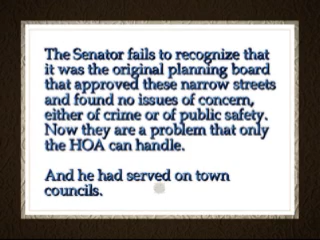 The Senator fails to recognize that
it was the original planning board
that approved these narrow streets
and found no issues of concern,
either of crime or of public safety.
Now they are a problem that only
the HOA can handle.
And he had served on town
councils.